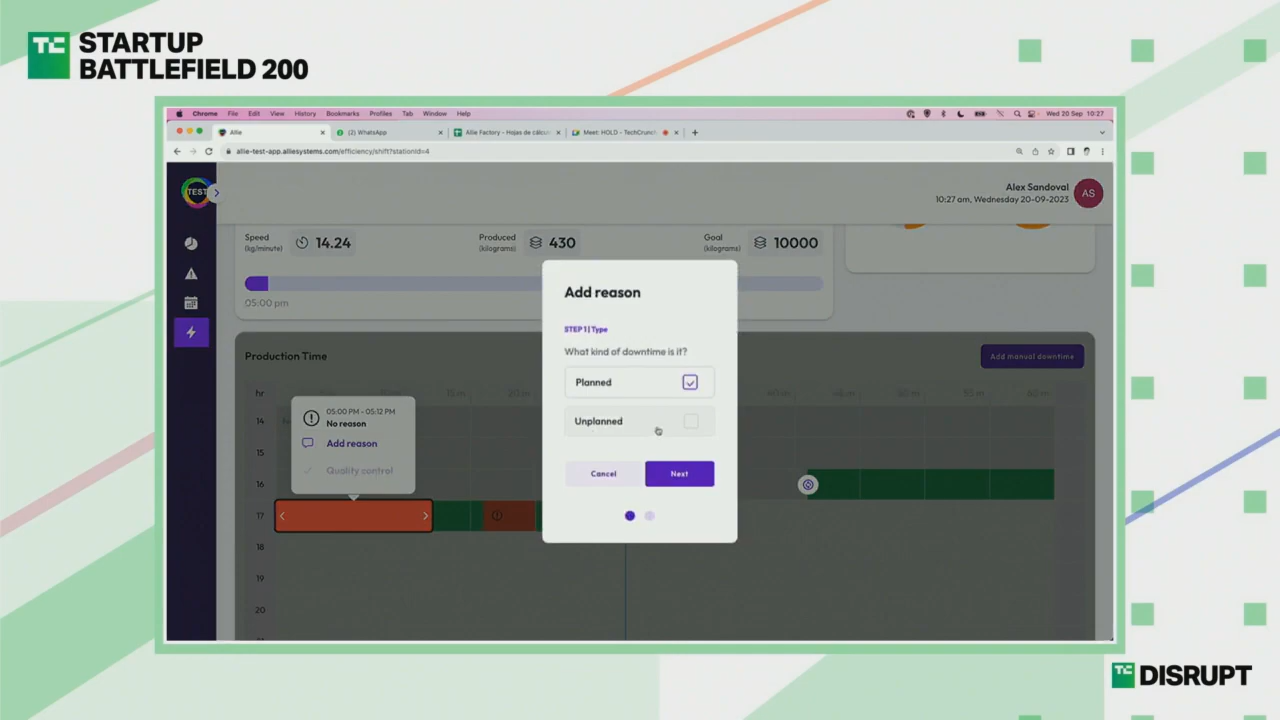 TC
STARTUP
BATTLEFIELD 200
Chrome File Edit View History Bookmarks Profiles Tab Window Help
Wed 20 Sep 10:27
Allie
(2) WhatsApp
Allie Factory - Hojas de cálcu
Meet: HOLD - TechCrunch
allie-test-app.alliesystems.com/efficiency/shift?stationId=4
TEST
Alex Sandoval
10:27 am, Wednesday 20-09-2023
AS
Speed
(kg/minute)
14.24
Produced
(kilograms)
430
Goal
(kilograms)
10000
05:00 pm
Add reason
STEP 1 | Type
What kind of downtime is it?
Planned
Unplanned
Cancel
Next
Production Time
Add manual downtime
hr
15 m
55 m
14
05:00 PM - 05:12 PM
No reason
Add reason
Quality control
15
16
17
18
19
20
TC DISRUPT